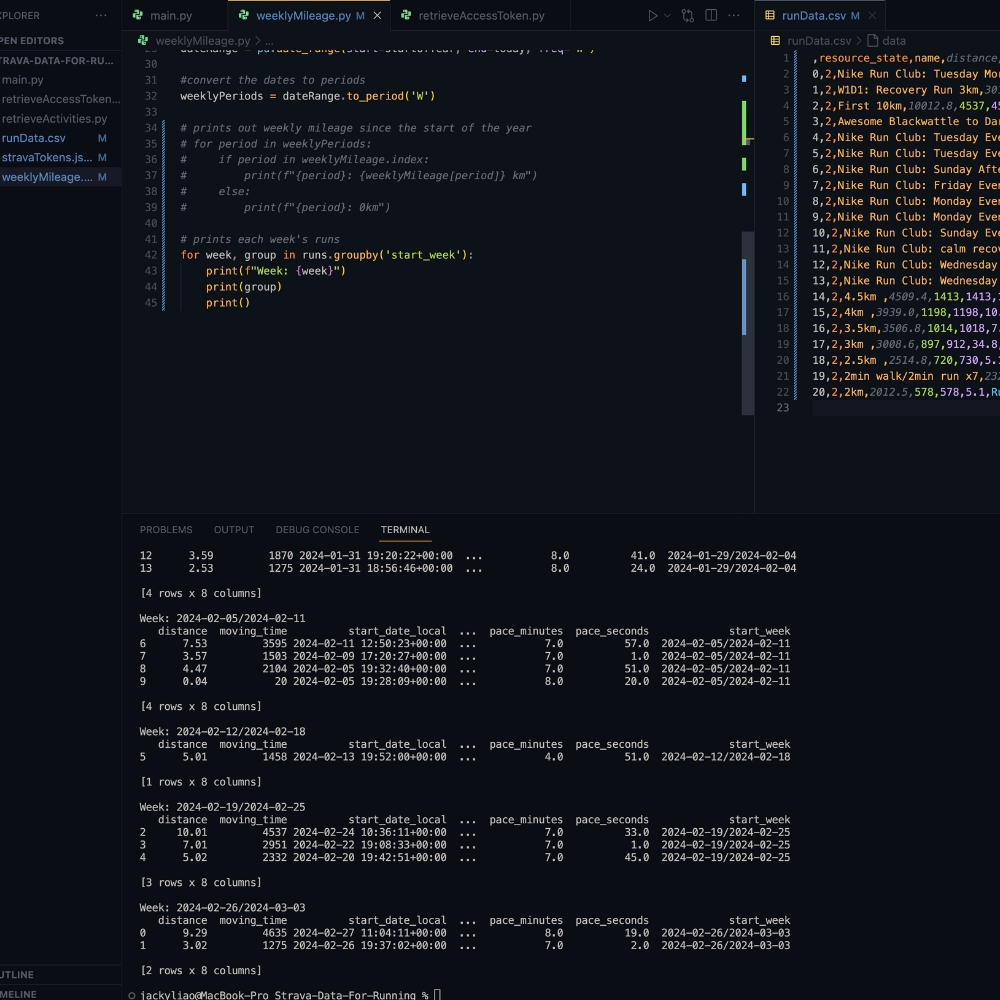 XPLORER ···
PEN EDITORS
TRAVA-DATA-FOR-RU...
main.py
retrieveAccessToken...
retrieveActivities.py
runData.csv M
stravaTokens.js... M
weeklyMileage.... M
UTLINE
MELINE
main.py
weeklyMileage.py M
retrieveAccessToken.py
weeklyMileage.py > ...
30
31 #convert the dates to periods
32 weeklyPeriods = dateRange.to_period('W')
33
34 # prints out weekly mileage since the start of the year
35 # for period in weeklyPeriods:
36 #     if period in weeklyMileage.index:
37 #         print(f"{period}: {weeklyMileage[period]} km")
38 #     else:
39 #         print(f"{period}: 0km")
40
41 # prints each week's runs
42 for week, group in runs.groupby('start_week'):
43     print(f"Week: {week}")
44     print(group)
45     print()
runData.csv M
runData.csv > data
1 ,resource_state,name,distance,
2 0,2,Nike Run Club: Tuesday Mo
3 1,2,W1D1: Recovery Run 3km,30
4 2,2,First 10km,10012.8,4537,4
5 3,2,Awesome Blackwattle to Da
6 4,2,Nike Run Club: Tuesday Eve
7 5,2,Nike Run Club: Tuesday Eve
8 6,2,Nike Run Club: Sunday Afte
9 7,2,Nike Run Club: Friday Even
10 8,2,Nike Run Club: Monday Even
11 9,2,Nike Run Club: Monday Even
12 10,2,Nike Run Club: Sunday Eve
13 11,2,Nike Run Club: calm reco
14 12,2,Nike Run Club: Wednesday
15 13,2,Nike Run Club: Wednesday
16 14,2,4.5km ,4509.4,1413,1413,1
17 15,2,4km ,3939.0,1198,1198,10.
18 16,2,3.5km,3506.8,1014,1018,7.
19 17,2,3km ,3008.6,897,912,34.8,
20 18,2,2.5km ,2514.8,720,730,5.1
21 19,2,2min walk/2min run x7,232
22 20,2,2km,2012.5,578,578,5.1,Ru
23
PROBLEMS OUTPUT DEBUG CONSOLE TERMINAL
12 3.59 1870 2024-01-31 19:20:22+00:00 ... 8.0 41.0 2024-01-29/2024-02-04
13 2.53 1275 2024-01-31 18:56:46+00:00 ... 8.0 24.0 2024-01-29/2024-02-04
[4 rows x 8 columns]
Week: 2024-02-05/2024-02-11
distance moving_time start_date_local ... pace_minutes pace_seconds start_week
6 7.53 3595 2024-02-11 12:50:23+00:00 ... 7.0 57.0 2024-02-05/2024-02-11
7 3.57 1503 2024-02-09 17:20:27+00:00 ... 7.0 1.0 2024-02-05/2024-02-11
8 4.47 2104 2024-02-05 19:32:40+00:00 ... 7.0 51.0 2024-02-05/2024-02-11
9 0.04 20 2024-02-05 19:28:09+00:00 ... 8.0 20.0 2024-02-05/2024-02-11
[4 rows x 8 columns]
Week: 2024-02-12/2024-02-18
distance moving_time start_date_local ... pace_minutes pace_seconds start_week
5 5.01 1458 2024-02-13 19:52:00+00:00 ... 4.0 51.0 2024-02-12/2024-02-18
[1 rows x 8 columns]
Week: 2024-02-19/2024-02-25
distance moving_time start_date_local ... pace_minutes pace_seconds start_week
2 10.01 4537 2024-02-24 10:36:11+00:00 ... 7.0 33.0 2024-02-19/2024-02-25
3 7.01 2951 2024-02-22 19:08:33+00:00 ... 7.0 1.0 2024-02-19/2024-02-25
4 5.02 2332 2024-02-20 19:42:51+00:00 ... 7.0 45.0 2024-02-19/2024-02-25
[3 rows x 8 columns]
Week: 2024-02-26/2024-03-03
distance moving_time start_date_local ... pace_minutes pace_seconds start_week
0 9.29 4635 2024-02-27 11:04:11+00:00 ... 8.0 19.0 2024-02-26/2024-03-03
1 3.02 1275 2024-02-26 19:37:02+00:00 ... 7.0 2.0 2024-02-26/2024-03-03
[2 rows x 8 columns]
jackyliao@MacBook-Pro Strava-Data-For-Running %